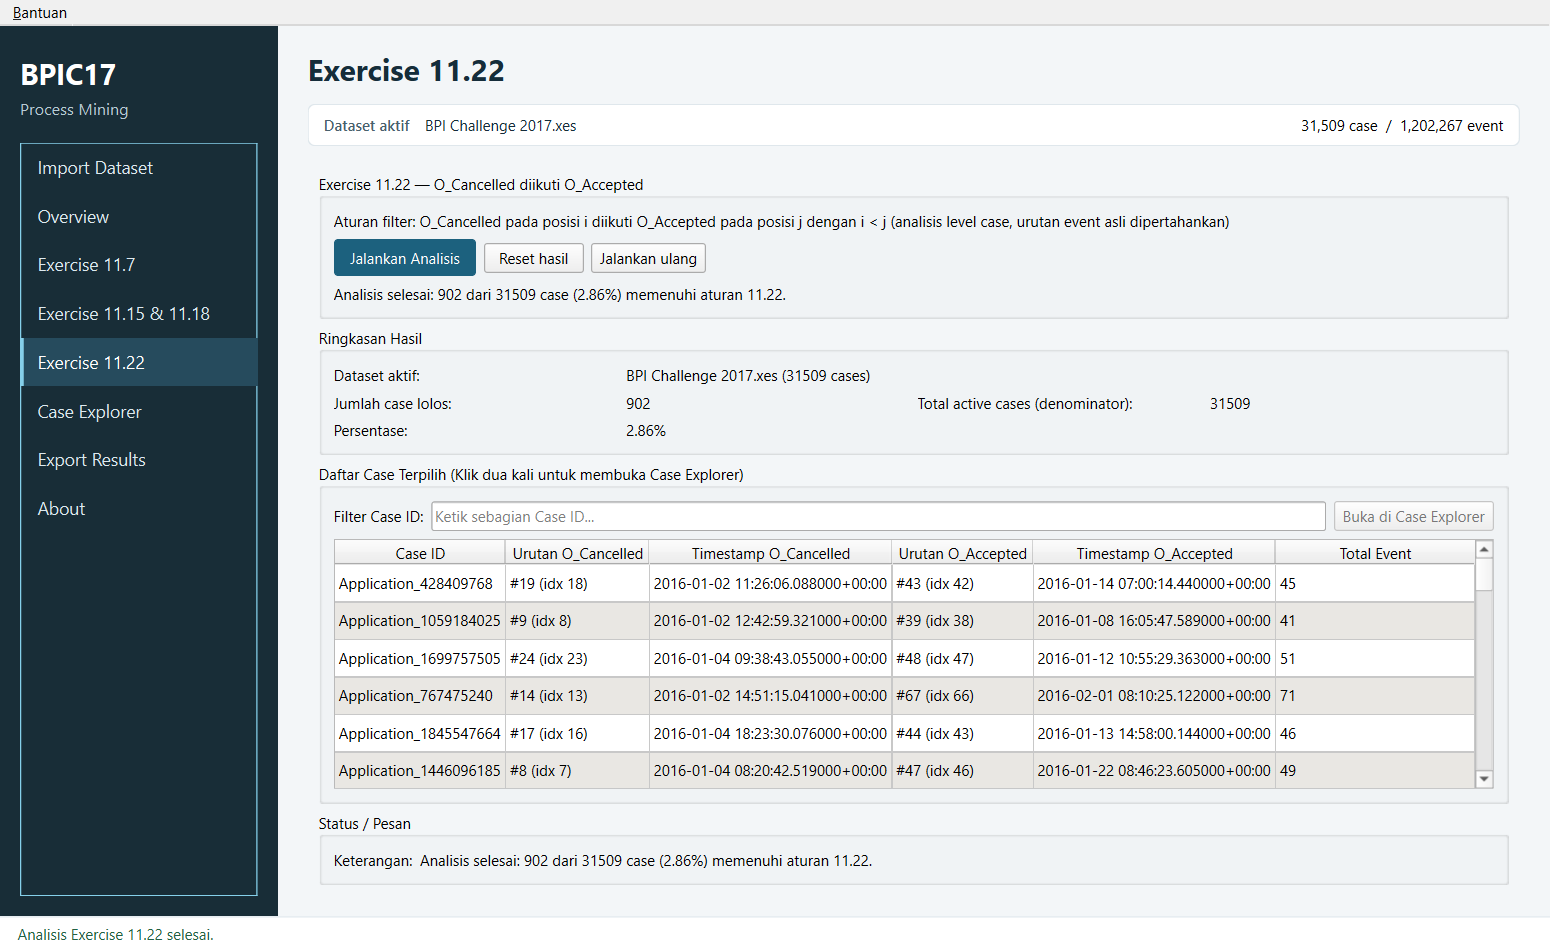 Bantuan
BPIC17
Process Mining
Import Dataset
Overview
Exercise 11.7
Exercise 11.15 & 11.18
Exercise 11.22
Case Explorer
Export Results
About
Exercise 11.22
Dataset aktif BPI Challenge 2017.xes 31,509 case / 1,202,267 event
Exercise 11.22 — O_Cancelled diikuti O_Accepted
Aturan filter: O_Cancelled pada posisi i diikuti O_Accepted pada posisi j dengan i < j (analisis level case, urutan event asli dipertahankan)
Jalankan Analisis Reset hasil Jalankan ulang
Analisis selesai: 902 dari 31509 case (2.86%) memenuhi aturan 11.22.
Ringkasan Hasil
Dataset aktif: BPI Challenge 2017.xes (31509 cases)
Jumlah case lolos: 902 Total active cases (denominator): 31509
Persentase: 2.86%
Daftar Case Terpilih (Klik dua kali untuk membuka Case Explorer)
Filter Case ID: Ketik sebagian Case ID... Buka di Case Explorer
Case ID Urutan O_Cancelled Timestamp O_Cancelled Urutan O_Accepted Timestamp O_Accepted Total Event
Application_428409768 #19 (idx 18) 2016-01-02 11:26:06.088000+00:00 #43 (idx 42) 2016-01-14 07:00:14.440000+00:00 45
Application_1059184025 #9 (idx 8) 2016-01-02 12:42:59.321000+00:00 #39 (idx 38) 2016-01-08 16:05:47.589000+00:00 41
Application_1699757505 #24 (idx 23) 2016-01-04 09:38:43.055000+00:00 #48 (idx 47) 2016-01-12 10:55:29.363000+00:00 51
Application_767475240 #14 (idx 13) 2016-01-02 14:51:15.041000+00:00 #67 (idx 66) 2016-02-01 08:10:25.122000+00:00 71
Application_1845547664 #17 (idx 16) 2016-01-04 18:23:30.076000+00:00 #44 (idx 43) 2016-01-13 14:58:00.144000+00:00 46
Application_1446096185 #8 (idx 7) 2016-01-04 08:20:42.519000+00:00 #47 (idx 46) 2016-01-22 08:46:23.605000+00:00 49
Status / Pesan
Keterangan: Analisis selesai: 902 dari 31509 case (2.86%) memenuhi aturan 11.22.
Analisis Exercise 11.22 selesai.